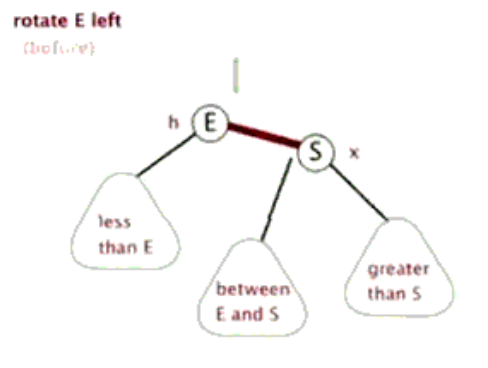 rotate E left
(before)
h E
S x
less
than E
between
E and S
greater
than S